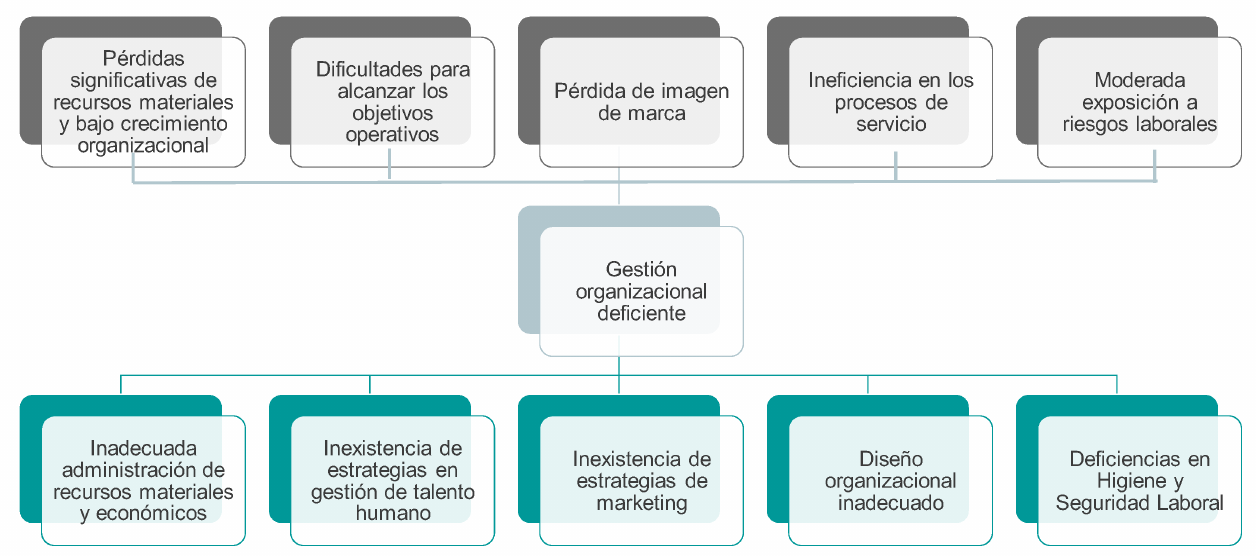 Pérdidas
significativas de
recursos materiales
y bajo crecimiento
organizacional
Dificultades para
alcanzar los
objetivos
operativos
Pérdida de imagen
de marca
Ineficiencia en los
procesos de
servicio
Moderada
exposición a
riesgos laborales
Gestión
organizacional
deficiente
Inadecuada
administración de
recursos materiales
y económicos
Inexistencia de
estrategias en
gestión de talento
humano
Inexistencia de
estrategias de
marketing
Diseño
organizacional
inadecuado
Deficiencias en
Higiene y
Seguridad Laboral